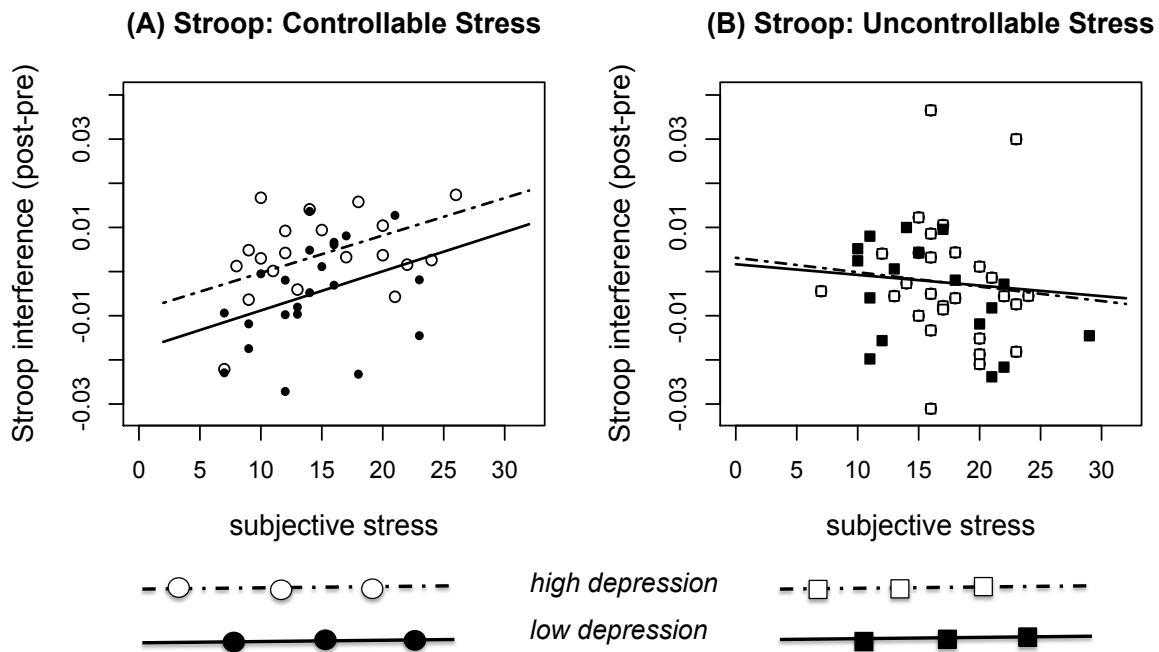 (A) Stroop: Controllable Stress
Stroop interference (post-pre)
0.03
0.01
-0.01
-0.03
0 5 10 15 20 25 30
subjective stress
(B) Stroop: Uncontrollable Stress
Stroop interference (post-pre)
0.03
0.01
-0.01
-0.03
0 5 10 15 20 25 30
subjective stress
high depression
low depression